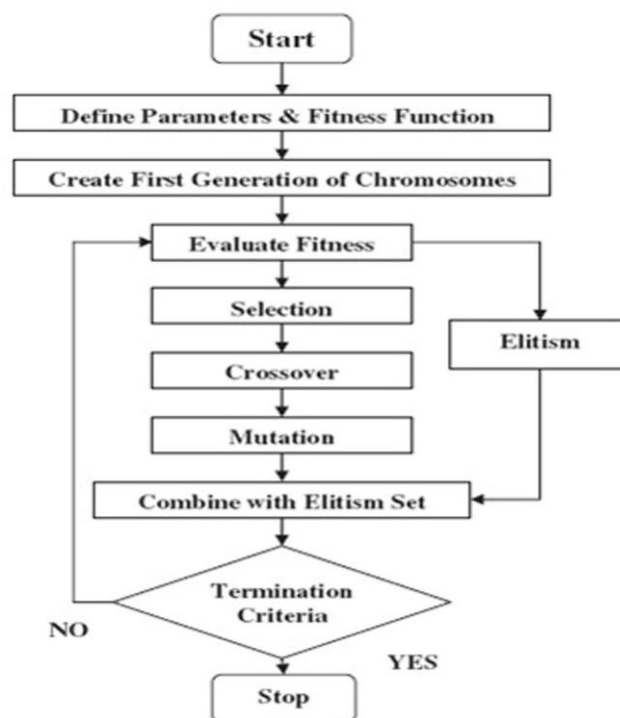 Start
Define Parameters & Fitness Function
Create First Generation of Chromosomes
Evaluate Fitness
Selection
Elitism
Crossover
Mutation
Combine with Elitism Set
Termination
Criteria
NO
YES
Stop